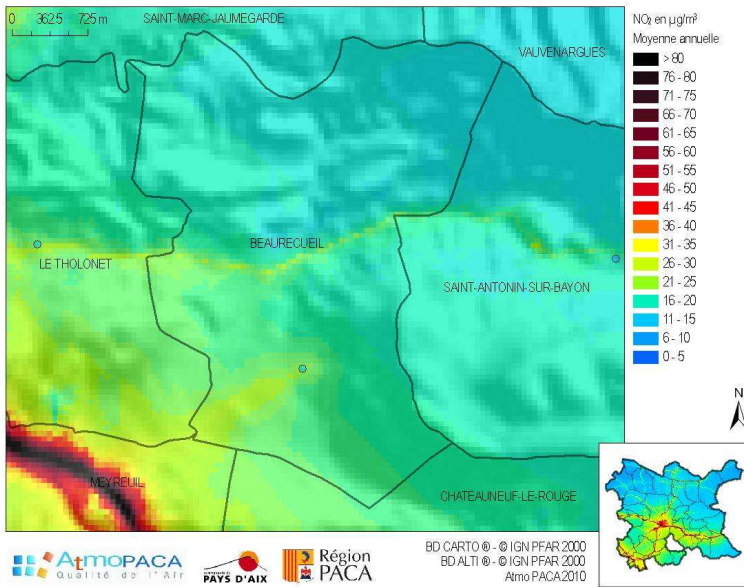 0 362.5 725 m
SAINT-MARC-JAUMEGARDE
VAUVENARGUES
BEAURECUEIL
LE THOLONET
SAINT-ANTONIN-SUR-BAYON
MEYREUIL
CHATEAUNEUF-LE-ROUGE
NO₂ en µg/m³
Moyenne annuelle
> 80
76 - 80
71 - 75
66 - 70
61 - 65
56 - 60
51 - 55
46 - 50
41 - 45
36 - 40
31 - 35
26 - 30
21 - 25
16 - 20
11 - 15
6 - 10
0 - 5
N
AtmoPACA
Qualité de l'Air
PAYS D'AIX
Région
PACA
BD CARTO ® - © IGN PFAR 2000
BD ALTI ® - © IGN PFAR 2000
Atmo PACA 2010